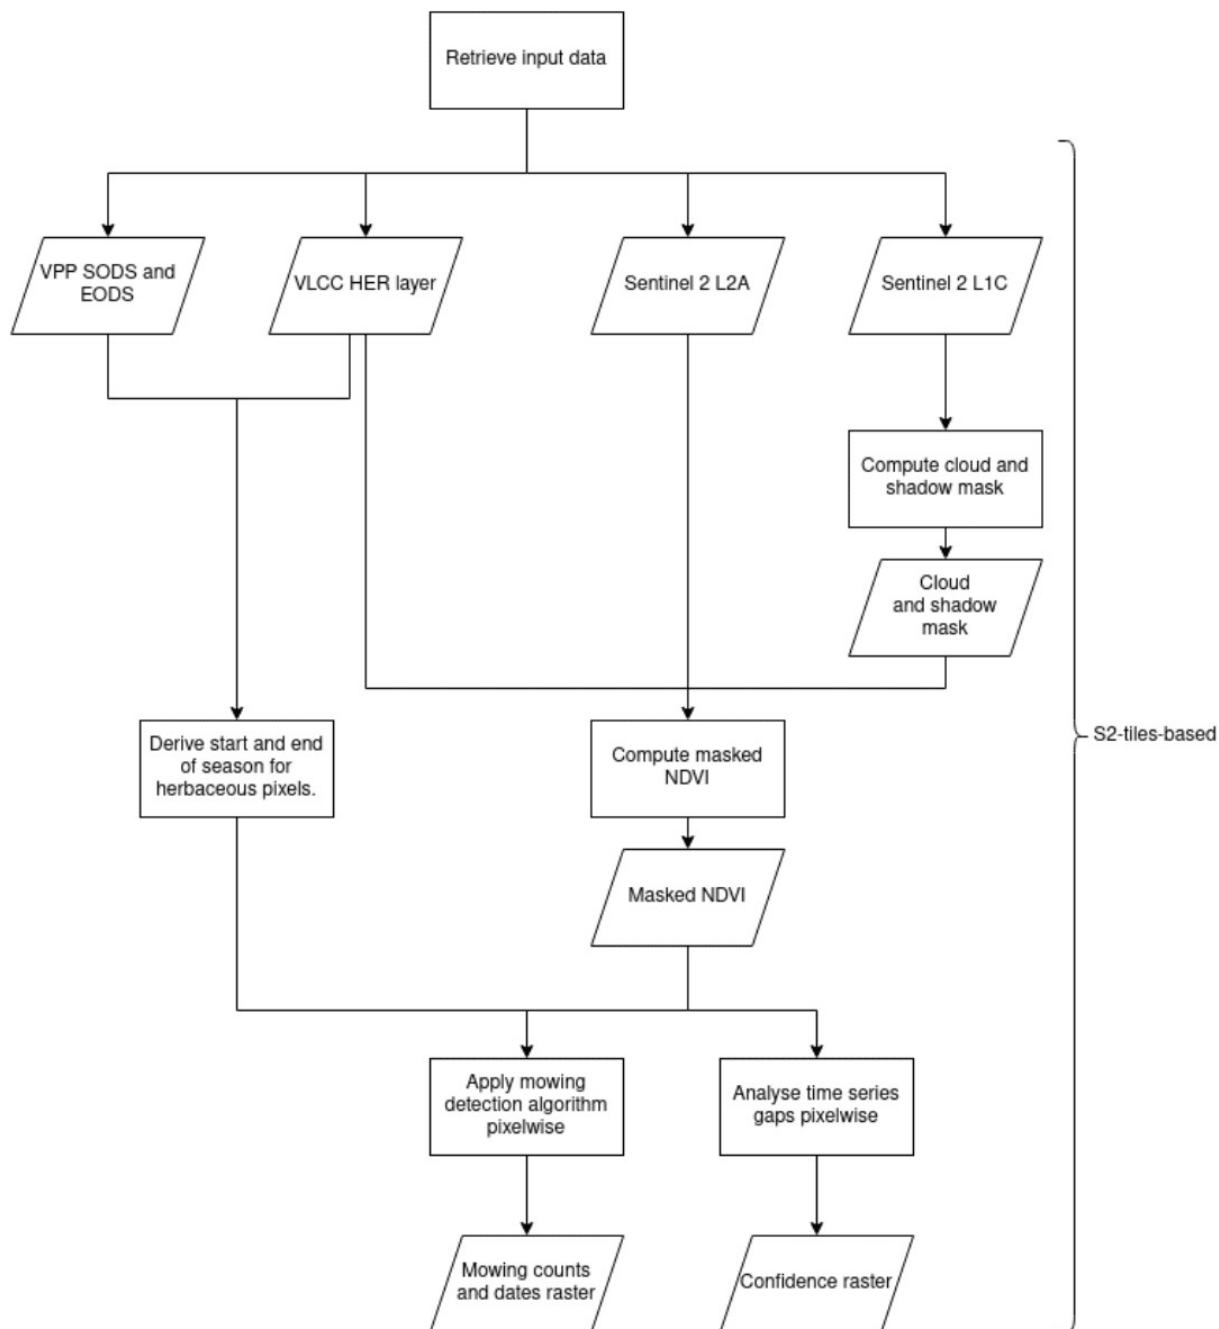 Retrieve input data
VPP SODS and
EODS
VLCC HER layer
Sentinel 2 L2A
Sentinel 2 L1C
Compute cloud and
shadow mask
Cloud
and shadow
mask
S2-tiles-based
Derive start and end
of season for
herbaceous pixels.
Compute masked
NDVI
Masked NDVI
Apply mowing
detection algorithm
pixelwise
Analyse time series
gaps pixelwise
Mowing counts
and dates raster
Confidence raster